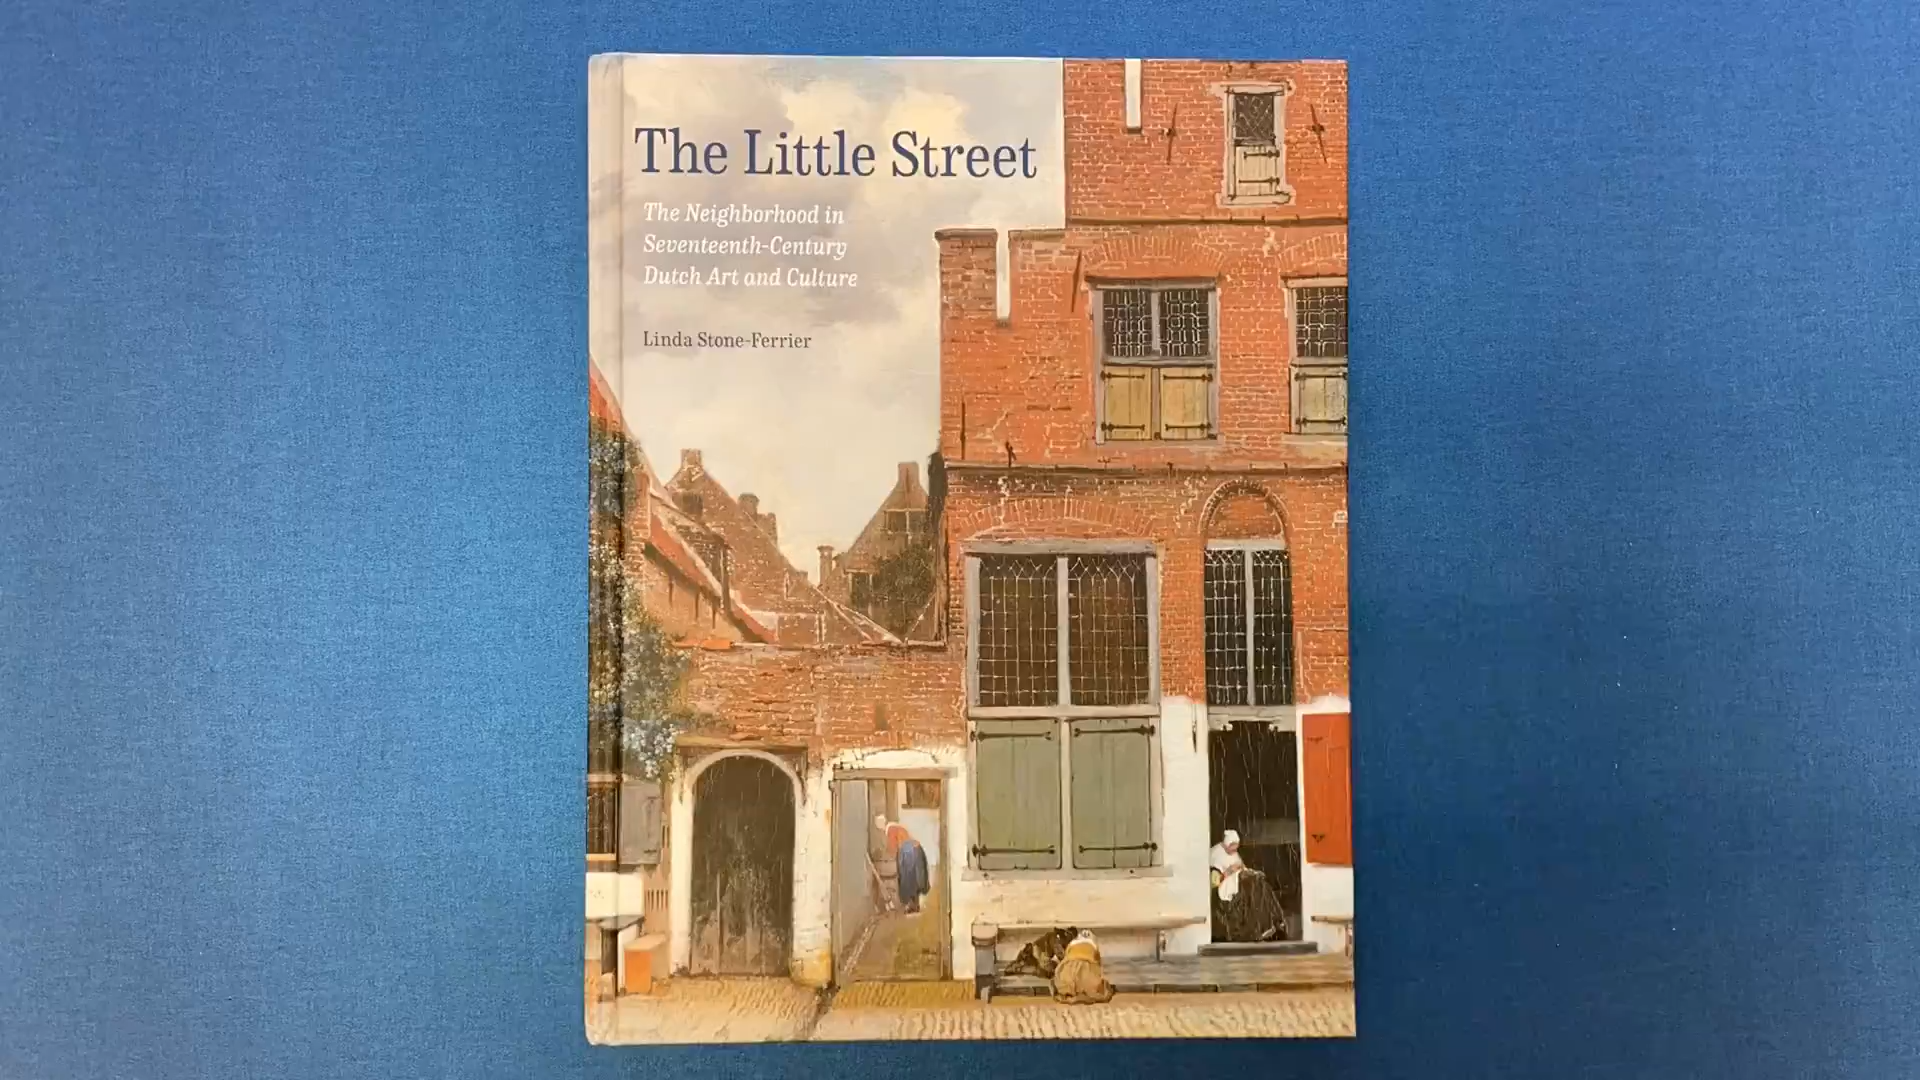 The Little Street
The Neighborhood in
Seventeenth-Century
Dutch Art and Culture
Linda Stone-Ferrier